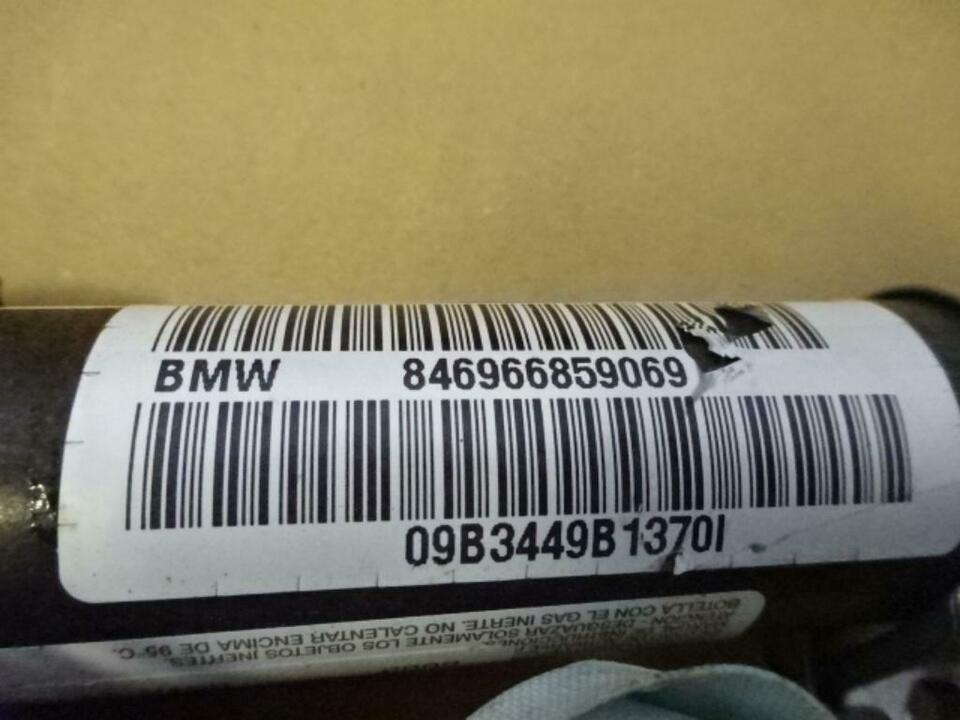 BMW 846966859069
09B3449B1370I
BOTELLA CON EL GAS INERTE. NO CALENTAR ENCIMA DE 95°C.
DESGUAZAR SOLAMENTE LOS OBJETOS INERTES.